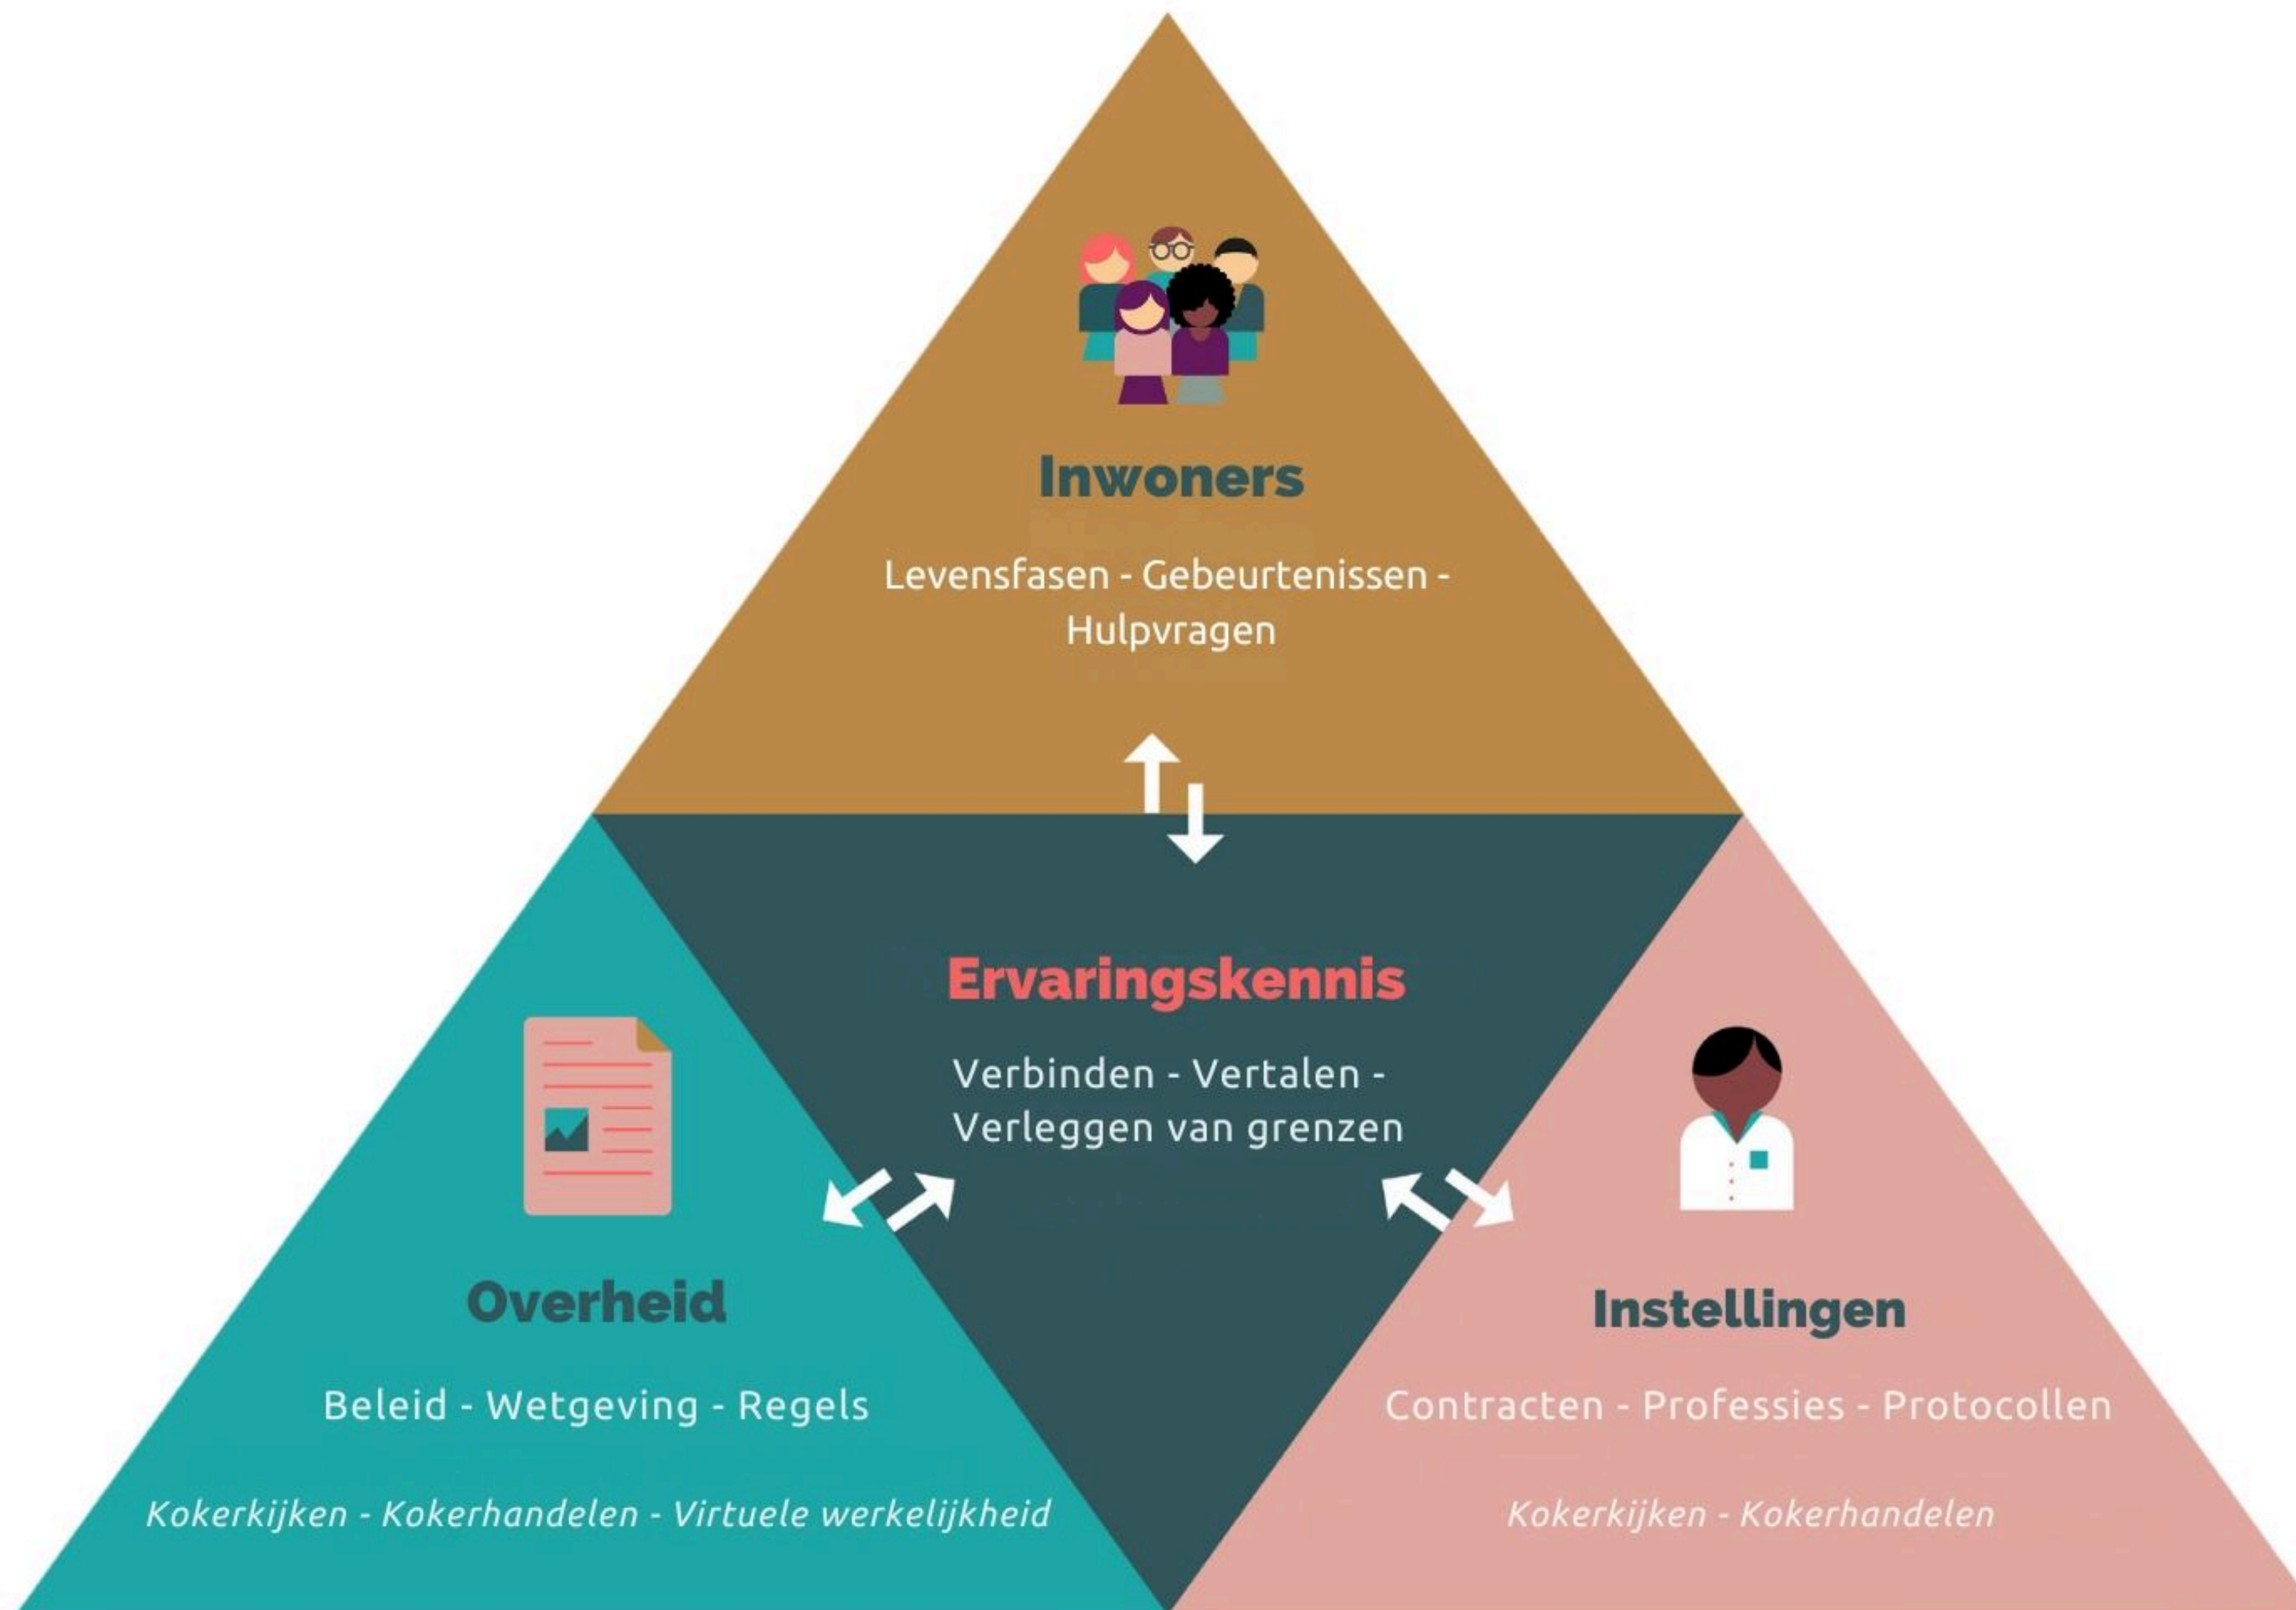 Inwoners
Levensfasen - Gebeurtenissen -
Hulpvragen
Ervaringskennis
Verbinden - Vertalen -
Verleggen van grenzen
Overheid
Beleid - Wetgeving - Regels
Kokerkijken - Kokerhandelen - Virtuele werkelijkheid
Instellingen
Contracten - Professies - Protocollen
Kokerkijken - Kokerhandelen